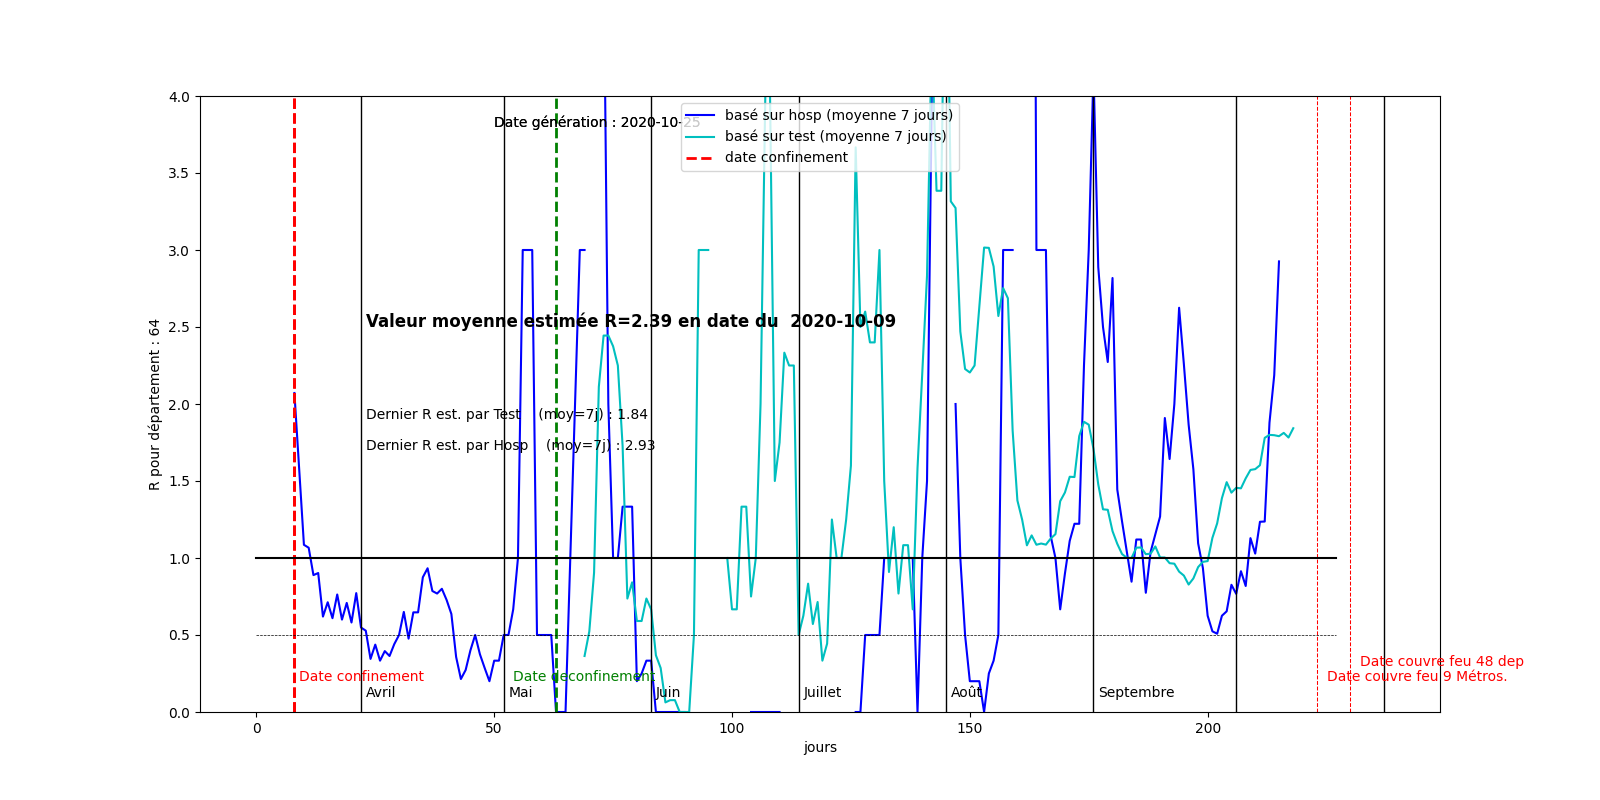 4.0
3.5
3.0
2.5
2.0
1.5
1.0
0.5
0.0
R pour département : 64
Date génération : 2020-10-25
basé sur hosp (moyenne 7 jours)
basé sur test (moyenne 7 jours)
date confinement
Valeur moyenne estimée R=2.39 en date du  2020-10-09
Dernier R est. par Test    (moy=7j) : 1.84
Dernier R est. par Hosp    (moy=7j) : 2.93
Date couvre feu 48 dep
Date confinement
Date deconfinement
Date couvre feu 9 Métros.
Avril
Mai
Juin
Juillet
Août
Septembre
0
50
100
150
200
jours